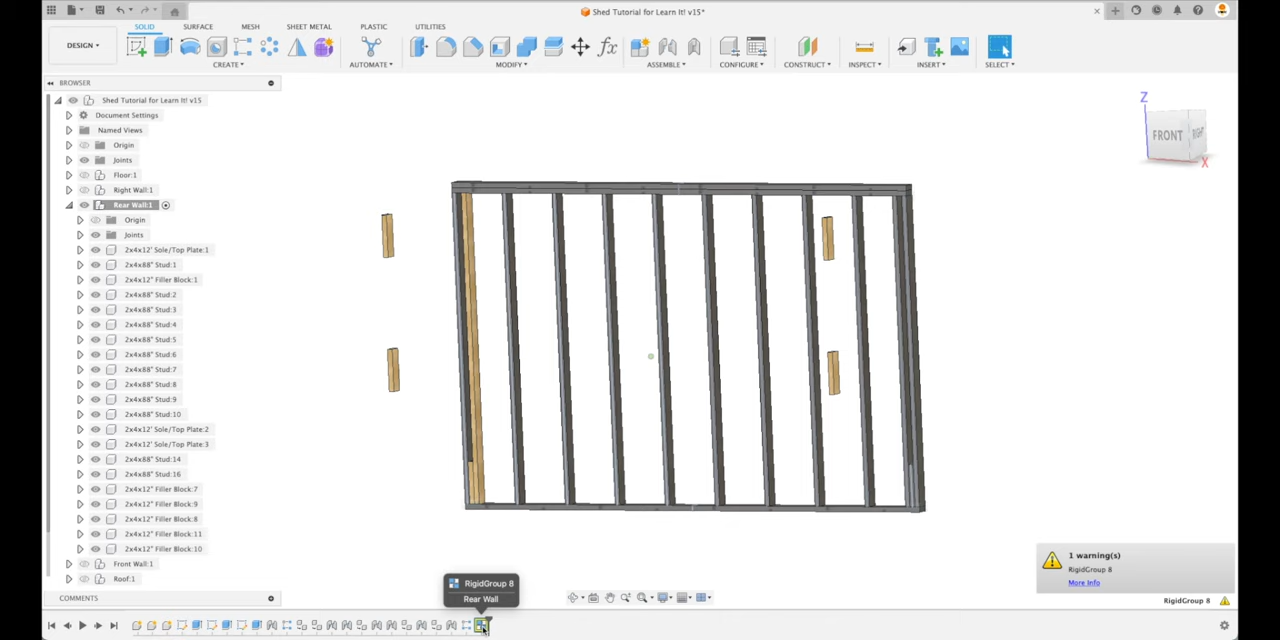 Shed Tutorial for Learn It! v15*
DESIGN
SOLID
SURFACE
MESH
SHEET METAL
PLASTIC
UTILITIES
CREATE
AUTOMATE
MODIFY
ASSEMBLE
CONFIGURE
CONSTRUCT
INSPECT
INSERT
SELECT
BROWSER
Shed Tutorial for Learn It! v15
Document Settings
Named Views
Origin
Joints
Floor:1
Right Wall:1
Rear Wall:1
Origin
Joints
2x4x12' Sole/Top Plate:1
2x4x88" Stud:1
2x4x12" Filler Block:1
2x4x88" Stud:2
2x4x88" Stud:3
2x4x88" Stud:4
2x4x88" Stud:5
2x4x88" Stud:6
2x4x88" Stud:7
2x4x88" Stud:8
2x4x88" Stud:9
2x4x88" Stud:10
2x4x12' Sole/Top Plate:2
2x4x12' Sole/Top Plate:3
2x4x88" Stud:14
2x4x88" Stud:16
2x4x12" Filler Block:7
2x4x12" Filler Block:9
2x4x12" Filler Block:8
2x4x12" Filler Block:11
2x4x12" Filler Block:10
Front Wall:1
Roof:1
Z
FRONT
RIGHT
X
1 warning(s)
RigidGroup 8
More Info
RigidGroup 8
Rear Wall
COMMENTS
RigidGroup 8